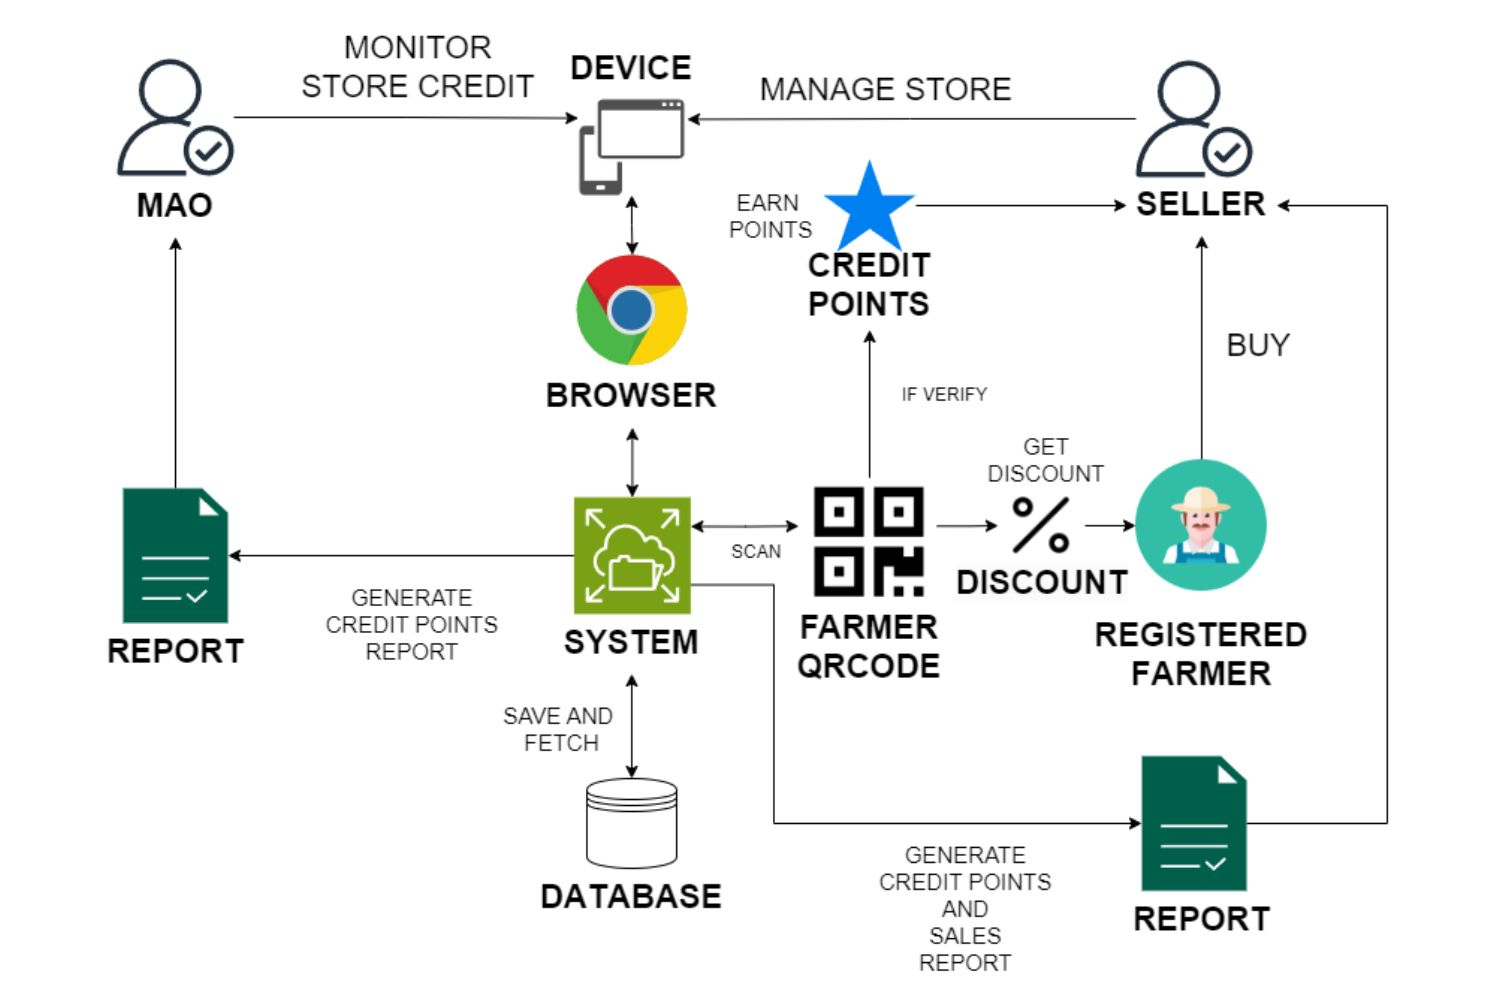 MONITOR
STORE CREDIT
DEVICE
MANAGE STORE
MAO
SELLER
EARN
POINTS
CREDIT
POINTS
BUY
BROWSER
IF VERIFY
GET
DISCOUNT
SCAN
DISCOUNT
GENERATE
CREDIT POINTS
REPORT
REPORT
SYSTEM
FARMER
QRCODE
REGISTERED
FARMER
SAVE AND
FETCH
DATABASE
GENERATE
CREDIT POINTS
AND
SALES
REPORT
REPORT